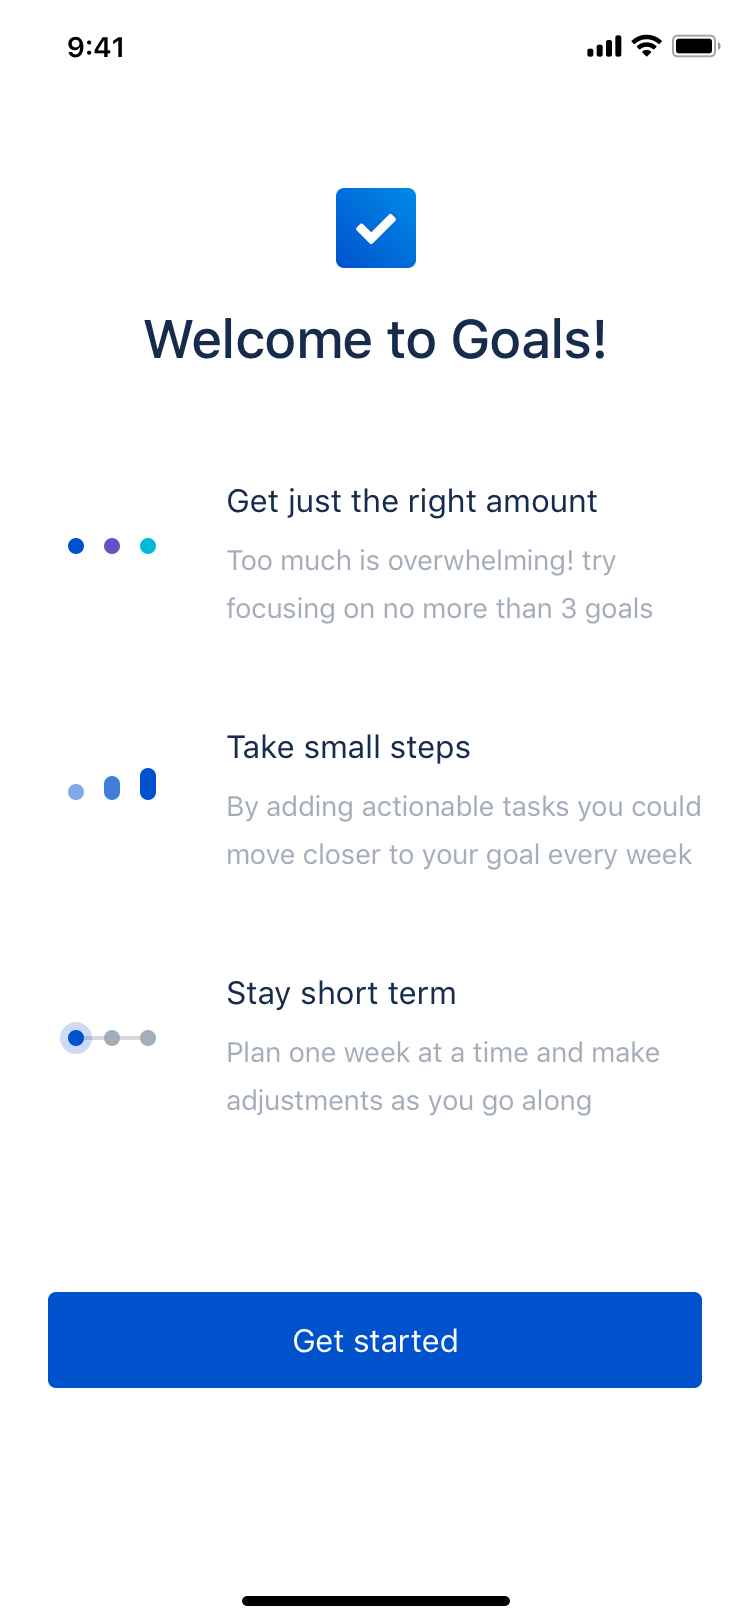 9:41
Welcome to Goals!
Get just the right amount
Too much is overwhelming! try
focusing on no more than 3 goals
Take small steps
By adding actionable tasks you could
move closer to your goal every week
Stay short term
Plan one week at a time and make
adjustments as you go along
Get started